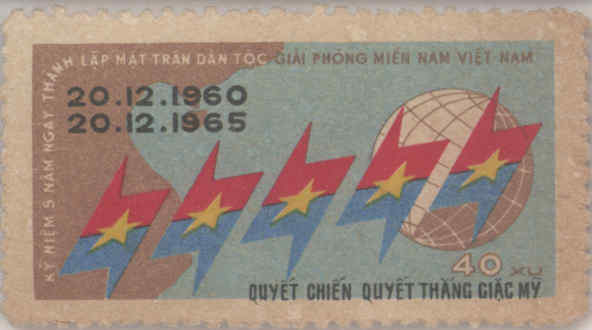 KỶ NIỆM 5 NĂM NGÀY THÀNH LẬP MẶT TRẬN DÂN TỘC GIẢI PHÓNG MIỀN NAM VIỆT-NAM
20.12.1960
20.12.1965
40 XU
QUYẾT CHIẾN QUYẾT THẮNG GIẶC MỸ